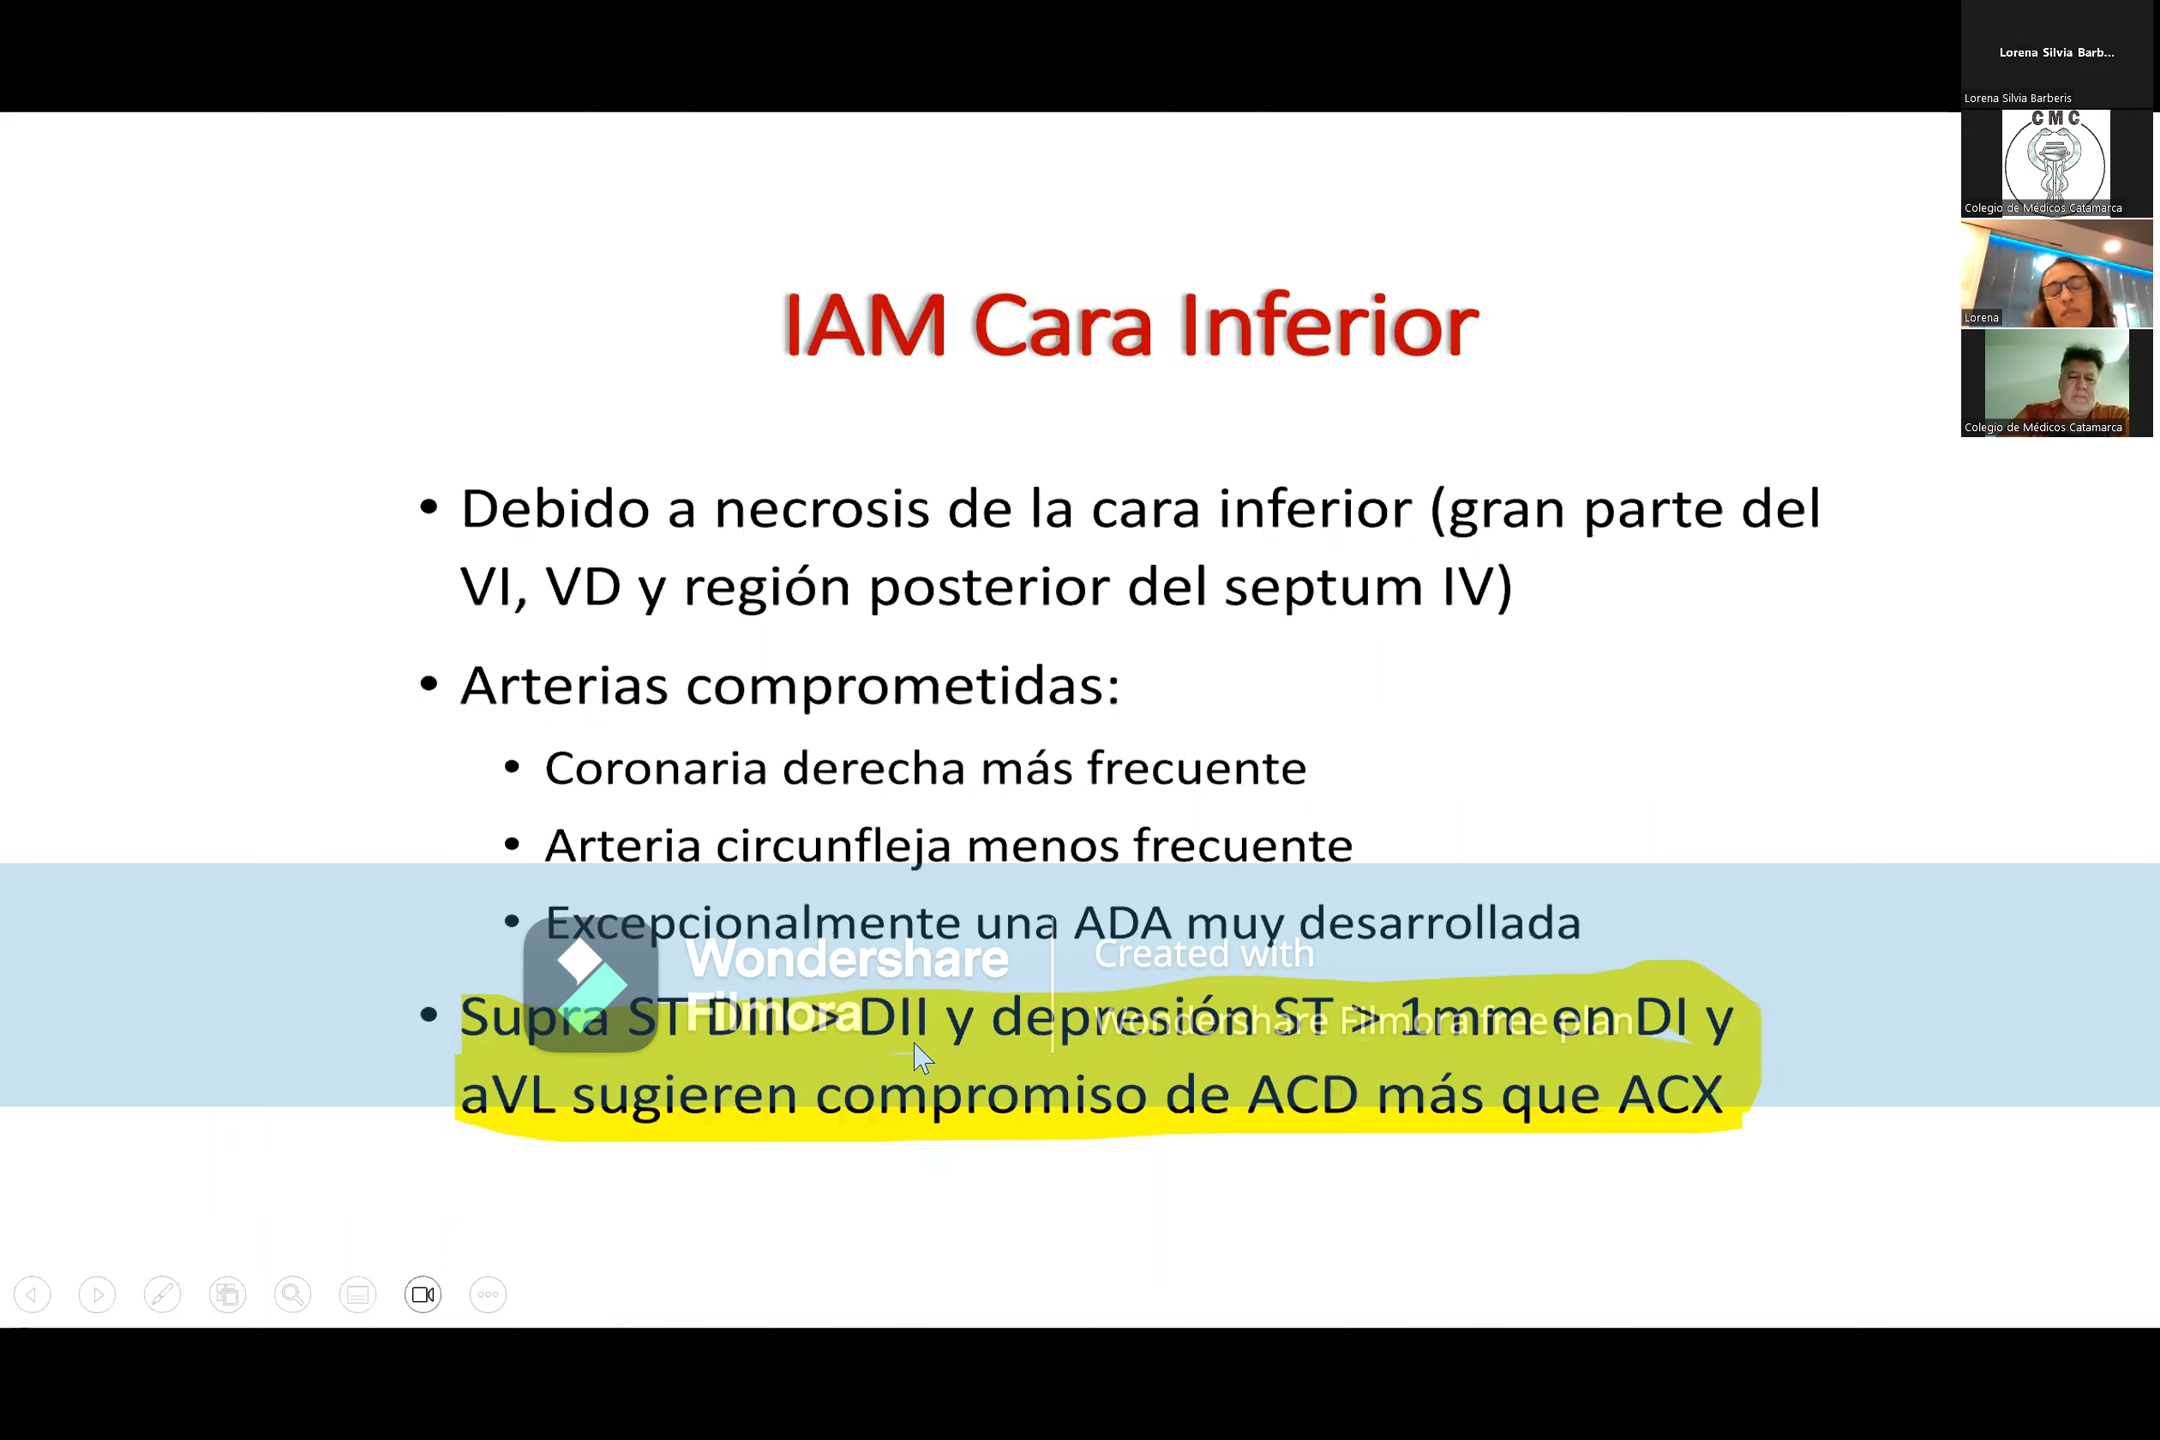 Lorena Silvia Barb...
Lorena Silvia Barberis
CMC
Colegio de Médicos Catamarca
Lorena
Colegio de Médicos Catamarca
IAM Cara Inferior
• Debido a necrosis de la cara inferior (gran parte del
VI, VD y región posterior del septum IV)
• Arterias comprometidas:
• Coronaria derecha más frecuente
• Arteria circunfleja menos frecuente
• Excepcionalmente una ADA muy desarrollada
• Supra ST DIII > DII y depresión ST > 1mm en DI y
aVL sugieren compromiso de ACD más que ACX
Wondershare
Filmora
Created with
Wondershare Filmora free plan